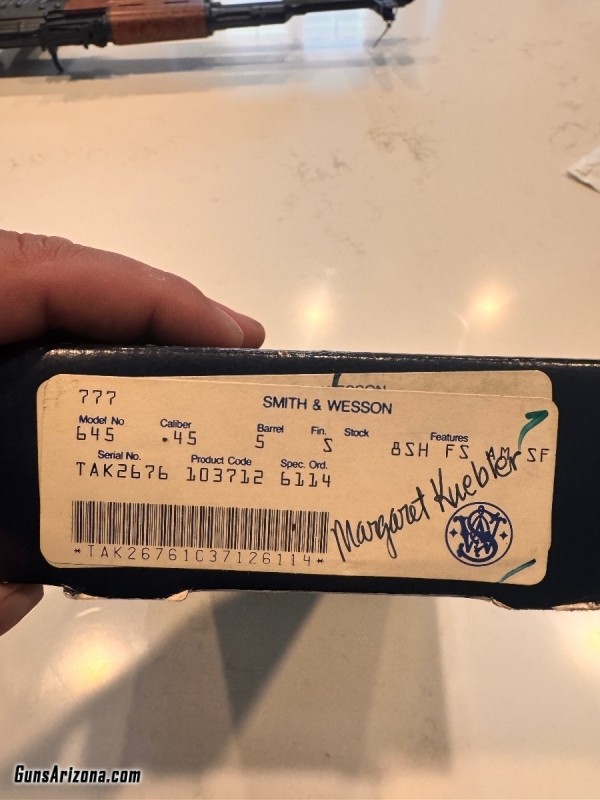 ESSON
777
SMITH & WESSON
Model No Caliber Barrel Fin. Stock Features
645 .45 5 S 8SH FS AM SF
Serial No. Product Code Spec. Ord.
TAK2676 103712 6114
Margaret Kuebler
*TAK26761037126114*
GunsArizona.com